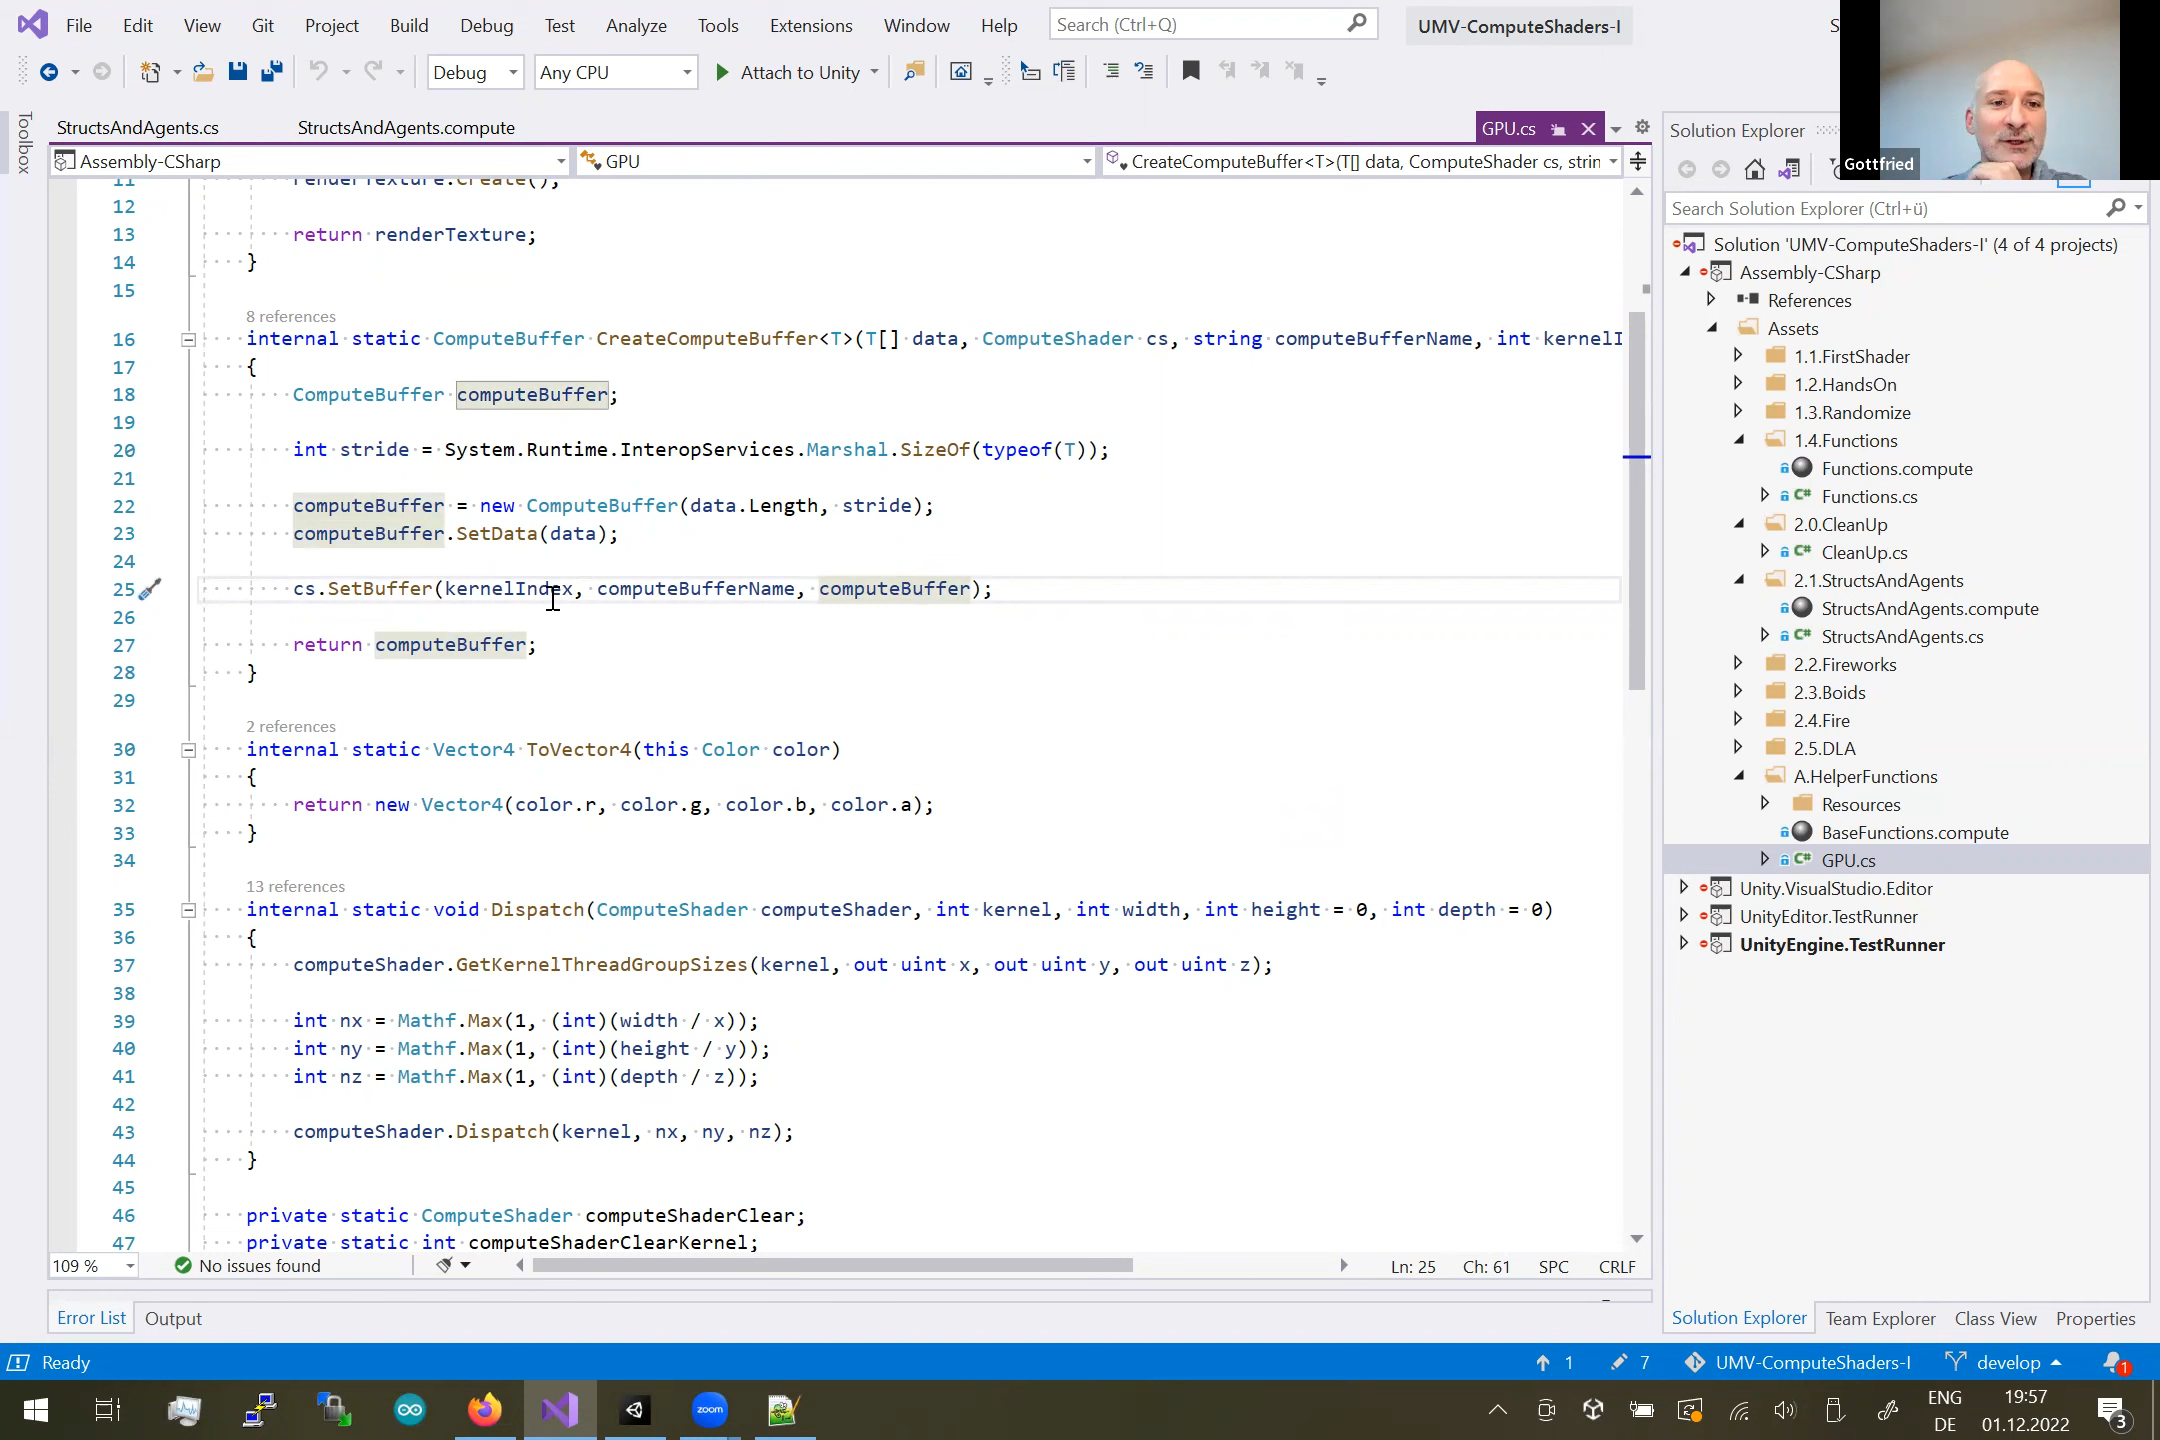 File Edit View Git Project Build Debug Test Analyze Tools Extensions Window Help Search (Ctrl+Q) UMV-ComputeShaders-I
Debug Any CPU Attach to Unity
Gottfried
Toolbox
StructsAndAgents.cs StructsAndAgents.compute GPU.cs
Assembly-CSharp GPU CreateComputeBuffer<T>(T[] data, ComputeShader cs, strin
11 renderTexture.Create();
12
13 return renderTexture;
14 }
15
8 references
16 internal static ComputeBuffer CreateComputeBuffer<T>(T[] data, ComputeShader cs, string computeBufferName, int kernelI
17 {
18 ComputeBuffer computeBuffer;
19
20 int stride = System.Runtime.InteropServices.Marshal.SizeOf(typeof(T));
21
22 computeBuffer = new ComputeBuffer(data.Length, stride);
23 computeBuffer.SetData(data);
24
25 cs.SetBuffer(kernelIndex, computeBufferName, computeBuffer);
26
27 return computeBuffer;
28 }
29
2 references
30 internal static Vector4 ToVector4(this Color color)
31 {
32 return new Vector4(color.r, color.g, color.b, color.a);
33 }
34
13 references
35 internal static void Dispatch(ComputeShader computeShader, int kernel, int width, int height = 0, int depth = 0)
36 {
37 computeShader.GetKernelThreadGroupSizes(kernel, out uint x, out uint y, out uint z);
38
39 int nx = Mathf.Max(1, (int)(width / x));
40 int ny = Mathf.Max(1, (int)(height / y));
41 int nz = Mathf.Max(1, (int)(depth / z));
42
43 computeShader.Dispatch(kernel, nx, ny, nz);
44 }
45
46 private static ComputeShader computeShaderClear;
47 private static int computeShaderClearKernel;
109 % No issues found Ln: 25 Ch: 61 SPC CRLF
Error List Output
Solution Explorer
Search Solution Explorer (Ctrl+ü)
Solution 'UMV-ComputeShaders-I' (4 of 4 projects)
Assembly-CSharp
References
Assets
1.1.FirstShader
1.2.HandsOn
1.3.Randomize
1.4.Functions
Functions.compute
C# Functions.cs
2.0.CleanUp
C# CleanUp.cs
2.1.StructsAndAgents
StructsAndAgents.compute
C# StructsAndAgents.cs
2.2.Fireworks
2.3.Boids
2.4.Fire
2.5.DLA
A.HelperFunctions
Resources
BaseFunctions.compute
C# GPU.cs
Unity.VisualStudio.Editor
UnityEditor.TestRunner
UnityEngine.TestRunner
Solution Explorer Team Explorer Class View Properties
Ready 1 7 UMV-ComputeShaders-I develop 1
zoom
ENG 19:57
DE 01.12.2022 3